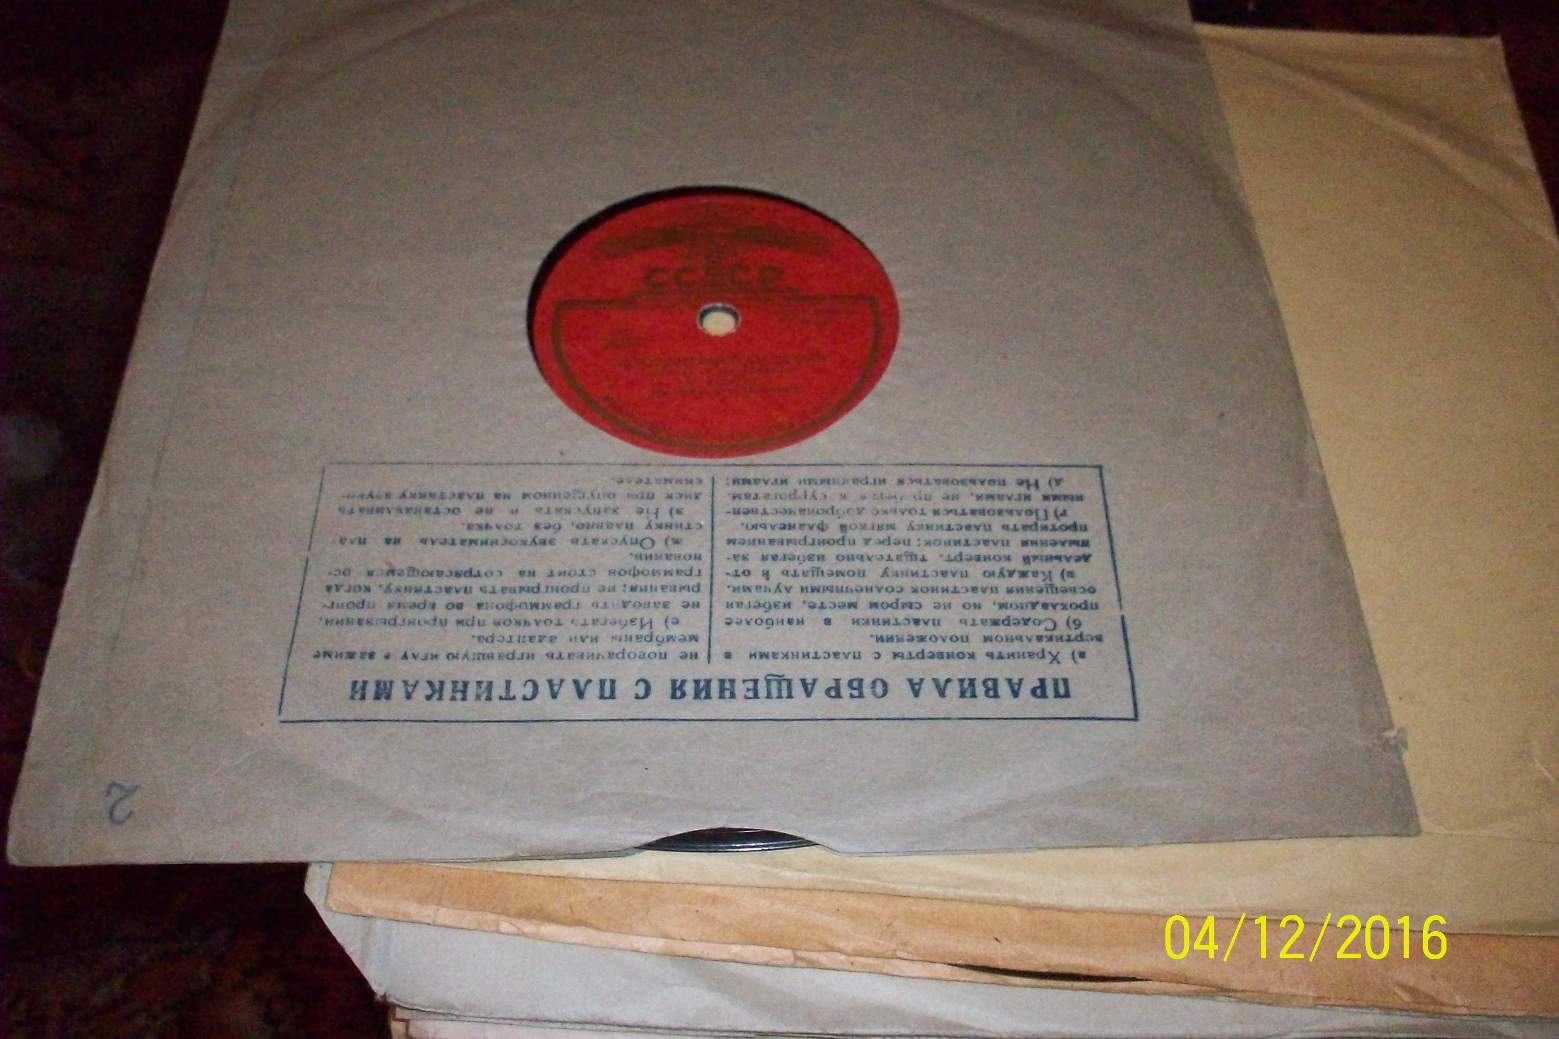 СССР
ПРАВИЛА ОБРАЩЕНИЯ С ПЛАСТИНКАМИ
а) Хранить конверты с пластинками в
вертикальном положении.
б) Содержать пластинки в наиболее
прохладном, но не сыром месте, избегая
освещения пластинок солнечными лучами.
в) Каждую пластинку помещать в от-
дельный конверт, тщательно избегая за-
пыления пластинок; перед проигрыванием
протирать пластинку мягкой фланелью.
г) Пользоваться только доброкачествен-
ными иглами, не прибегая к суррогатам.
д) Не пользоваться игранными иглами;
не поворачивать игравшую иглу в зажиме
мембраны или адаптера.
е) Избегать толчков при проигрывании,
не заводить граммофона во время проиг-
рывания; не проигрывать пластинку, когда
граммофон стоит на сотрясающемся ос-
новании.
ж) Опускать звукосниматель на пла-
стинку плавно, без толчка.
з) Не запускать и не останавливать
диск при опущенном на пластинку звуко-
снимателе.
2
04/12/2016